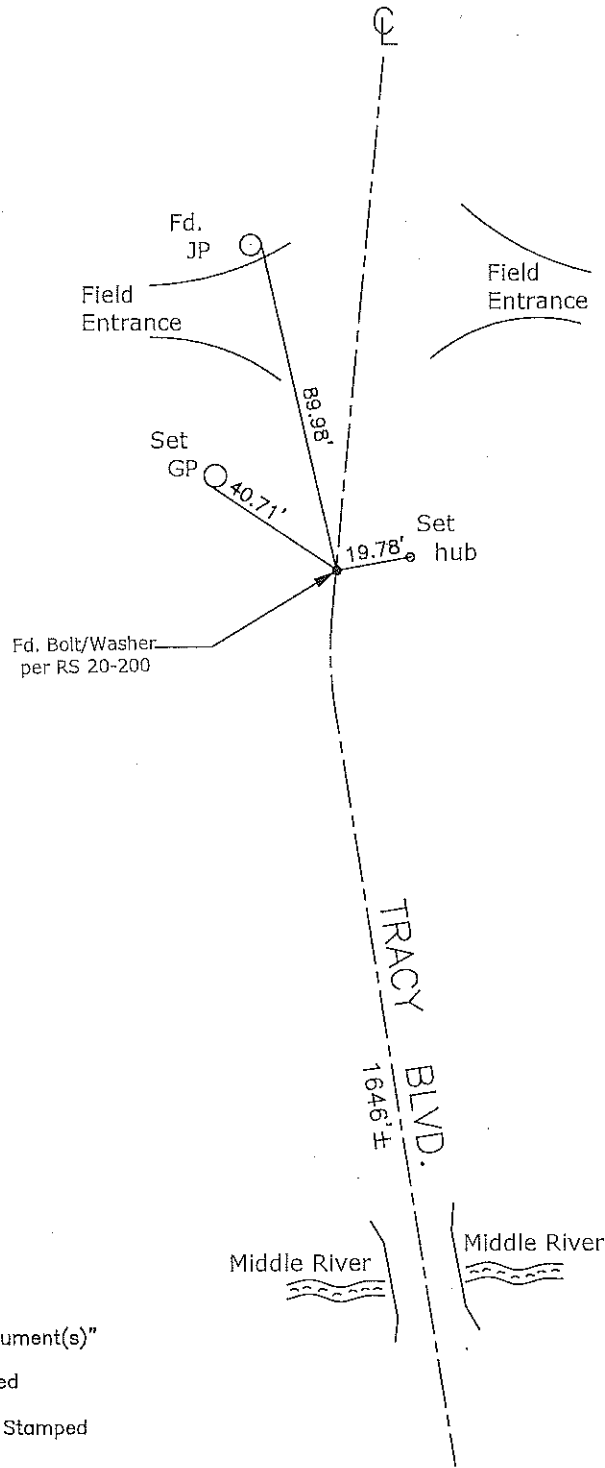 ℄
Fd.
JP
Field
Entrance
Field
Entrance
89.98'
Set
GP
40.71'
Set
hub
19.78'
Fd. Bolt/Washer
per RS 20-200
TRACY BLVD.
1646'±
Middle River
Middle River
ument(s)"
ed
Stamped